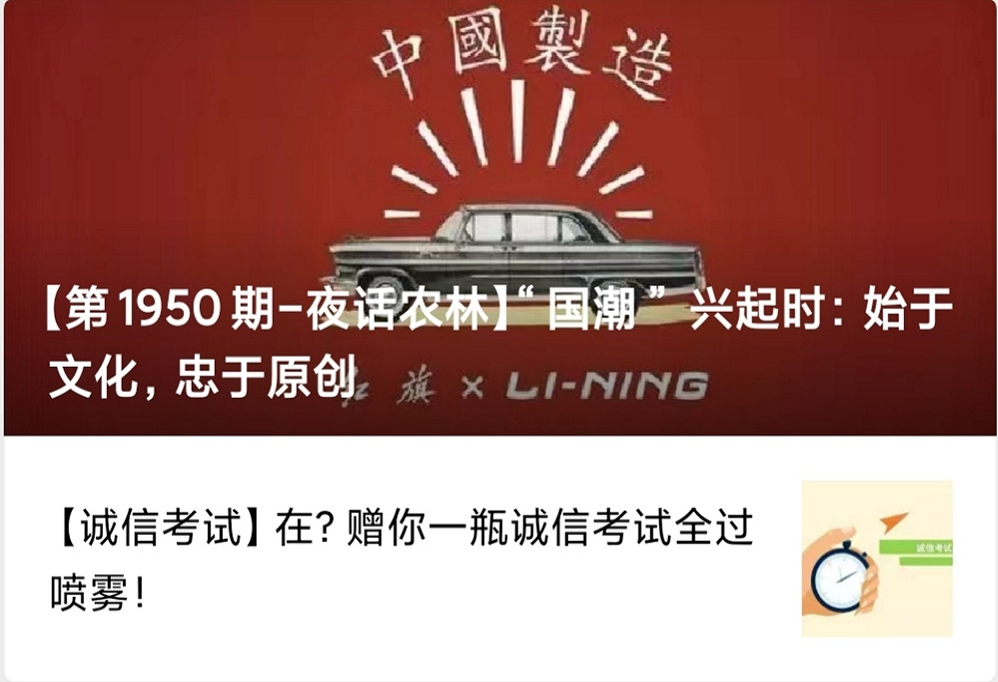 中國製造
【第1950期-夜话农林】“国潮”兴起时：始于
文化，忠于原创
红旗 × LI-NING
【诚信考试】在？赠你一瓶诚信考试全过
喷雾！
诚信考试